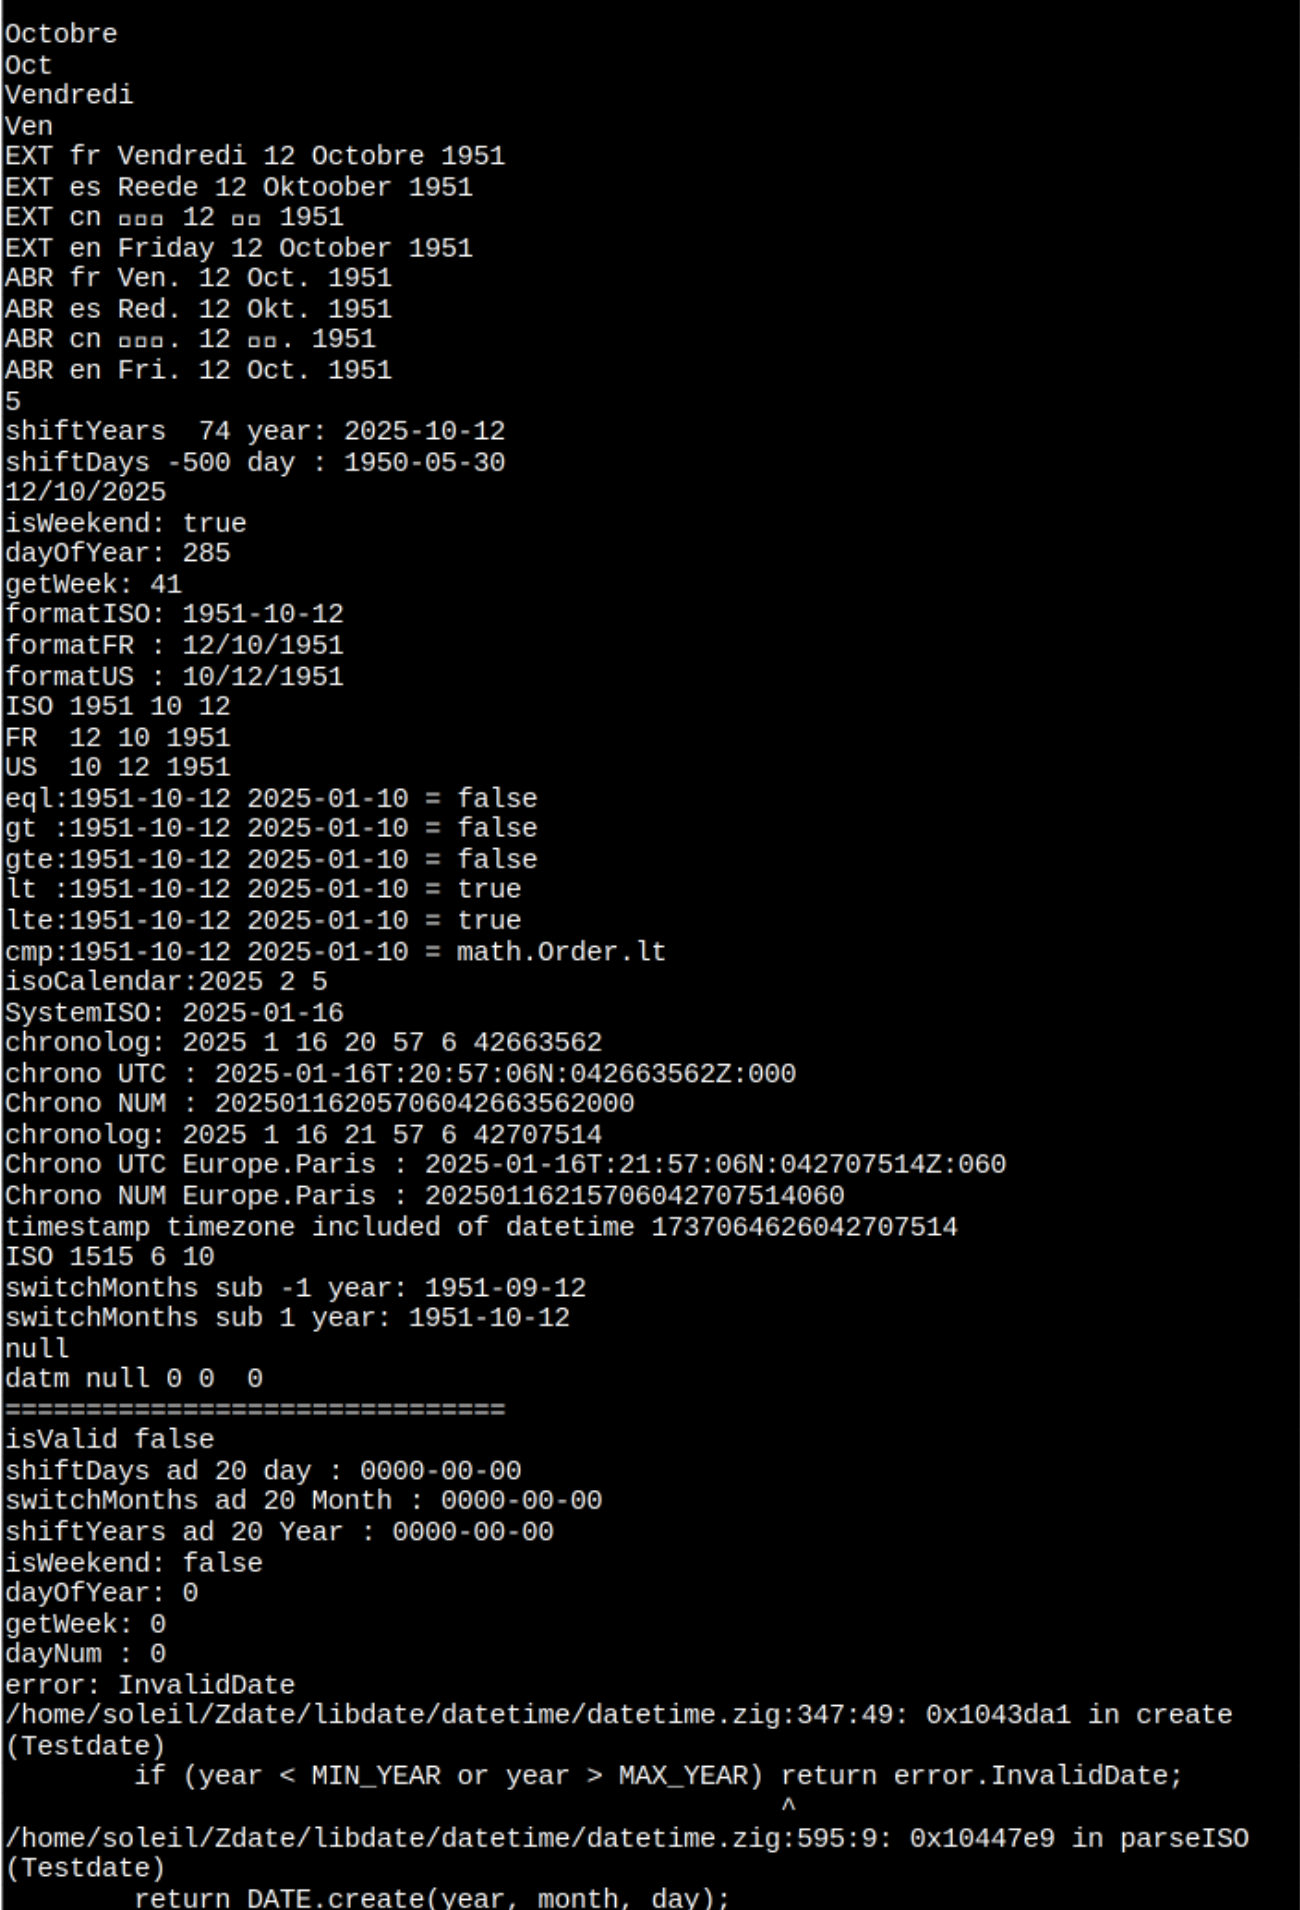 Octobre
Oct
Vendredi
Ven
EXT fr Vendredi 12 Octobre 1951
EXT es Reede 12 Oktoober 1951
EXT cn □□□ 12 □□ 1951
EXT en Friday 12 October 1951
ABR fr Ven. 12 Oct. 1951
ABR es Red. 12 Okt. 1951
ABR cn □□□. 12 □□. 1951
ABR en Fri. 12 Oct. 1951
5
shiftYears  74 year: 2025-10-12
shiftDays -500 day : 1950-05-30
12/10/2025
isWeekend: true
dayOfYear: 285
getWeek: 41
formatISO: 1951-10-12
formatFR : 12/10/1951
formatUS : 10/12/1951
ISO 1951 10 12
FR  12 10 1951
US  10 12 1951
eql:1951-10-12 2025-01-10 = false
gt :1951-10-12 2025-01-10 = false
gte:1951-10-12 2025-01-10 = false
lt :1951-10-12 2025-01-10 = true
lte:1951-10-12 2025-01-10 = true
cmp:1951-10-12 2025-01-10 = math.Order.lt
isoCalendar:2025 2 5
SystemISO: 2025-01-16
chronolog: 2025 1 16 20 57 6 42663562
chrono UTC : 2025-01-16T:20:57:06N:042663562Z:000
Chrono NUM : 20250116205706042663562000
chronolog: 2025 1 16 21 57 6 42707514
Chrono UTC Europe.Paris : 2025-01-16T:21:57:06N:042707514Z:060
Chrono NUM Europe.Paris : 20250116215706042707514060
timestamp timezone included of datetime 1737064626042707514
ISO 1515 6 10
switchMonths sub -1 year: 1951-09-12
switchMonths sub 1 year: 1951-10-12
null
datm null 0 0  0
===============================
isValid false
shiftDays ad 20 day : 0000-00-00
switchMonths ad 20 Month : 0000-00-00
shiftYears ad 20 Year : 0000-00-00
isWeekend: false
dayOfYear: 0
getWeek: 0
dayNum : 0
error: InvalidDate
/home/soleil/Zdate/libdate/datetime/datetime.zig:347:49: 0x1043da1 in create
(Testdate)
        if (year < MIN_YEAR or year > MAX_YEAR) return error.InvalidDate;
                                                ^
/home/soleil/Zdate/libdate/datetime/datetime.zig:595:9: 0x10447e9 in parseISO
(Testdate)
        return DATE.create(year, month, day);